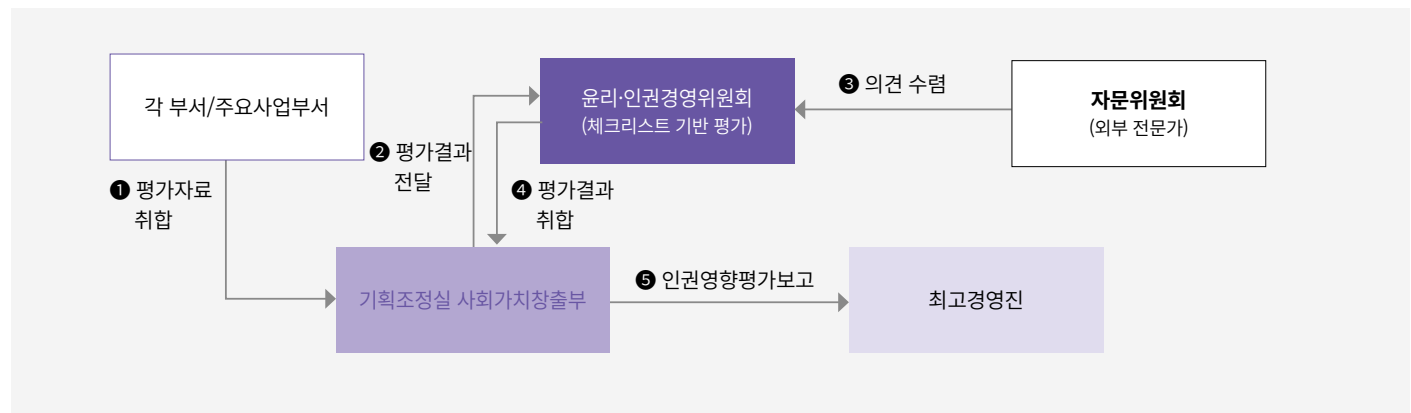 각 부서/주요사업부서
윤리·인권경영위원회
(체크리스트 기반 평가)
❸ 의견 수렴
자문위원회
(외부 전문가)
❶ 평가자료
취합
❷ 평가결과
전달
❹ 평가결과
취합
기획조정실 사회가치창출부
❺ 인권영향평가보고
최고경영진